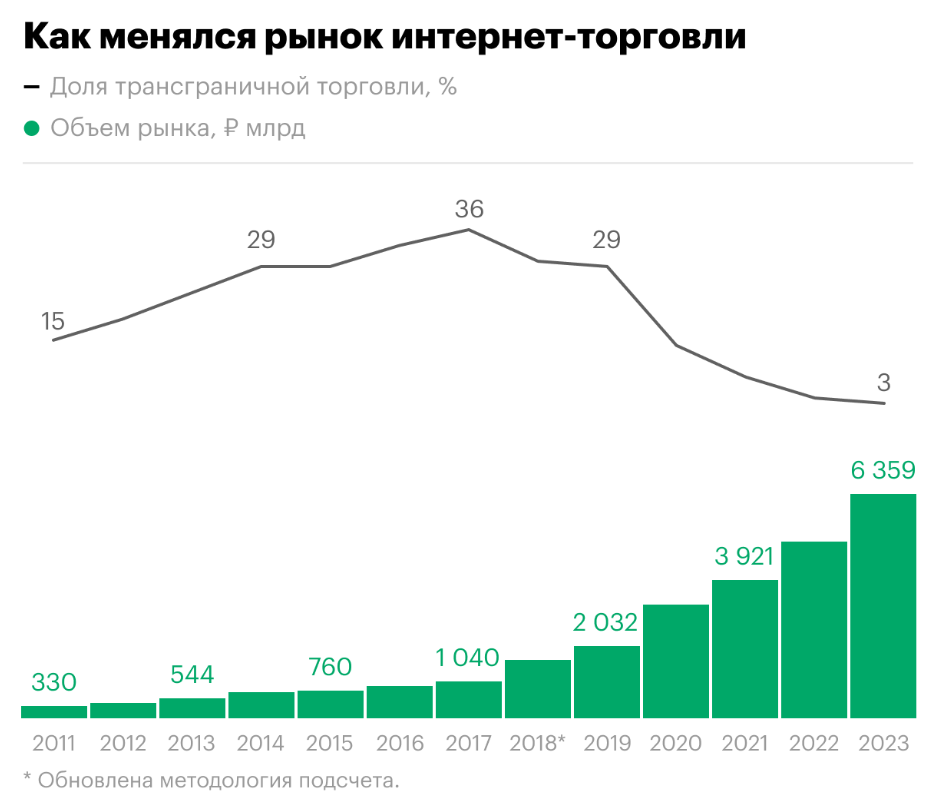 Как менялся рынок интернет-торговли
Доля трансграничной торговли, %
Объем рынка, ₽ млрд
36
29
29
15
3
6 359
3 921
2 032
1 040
760
544
330
2011 2012 2013 2014 2015 2016 2017 2018* 2019 2020 2021 2022 2023
* Обновлена методология подсчета.